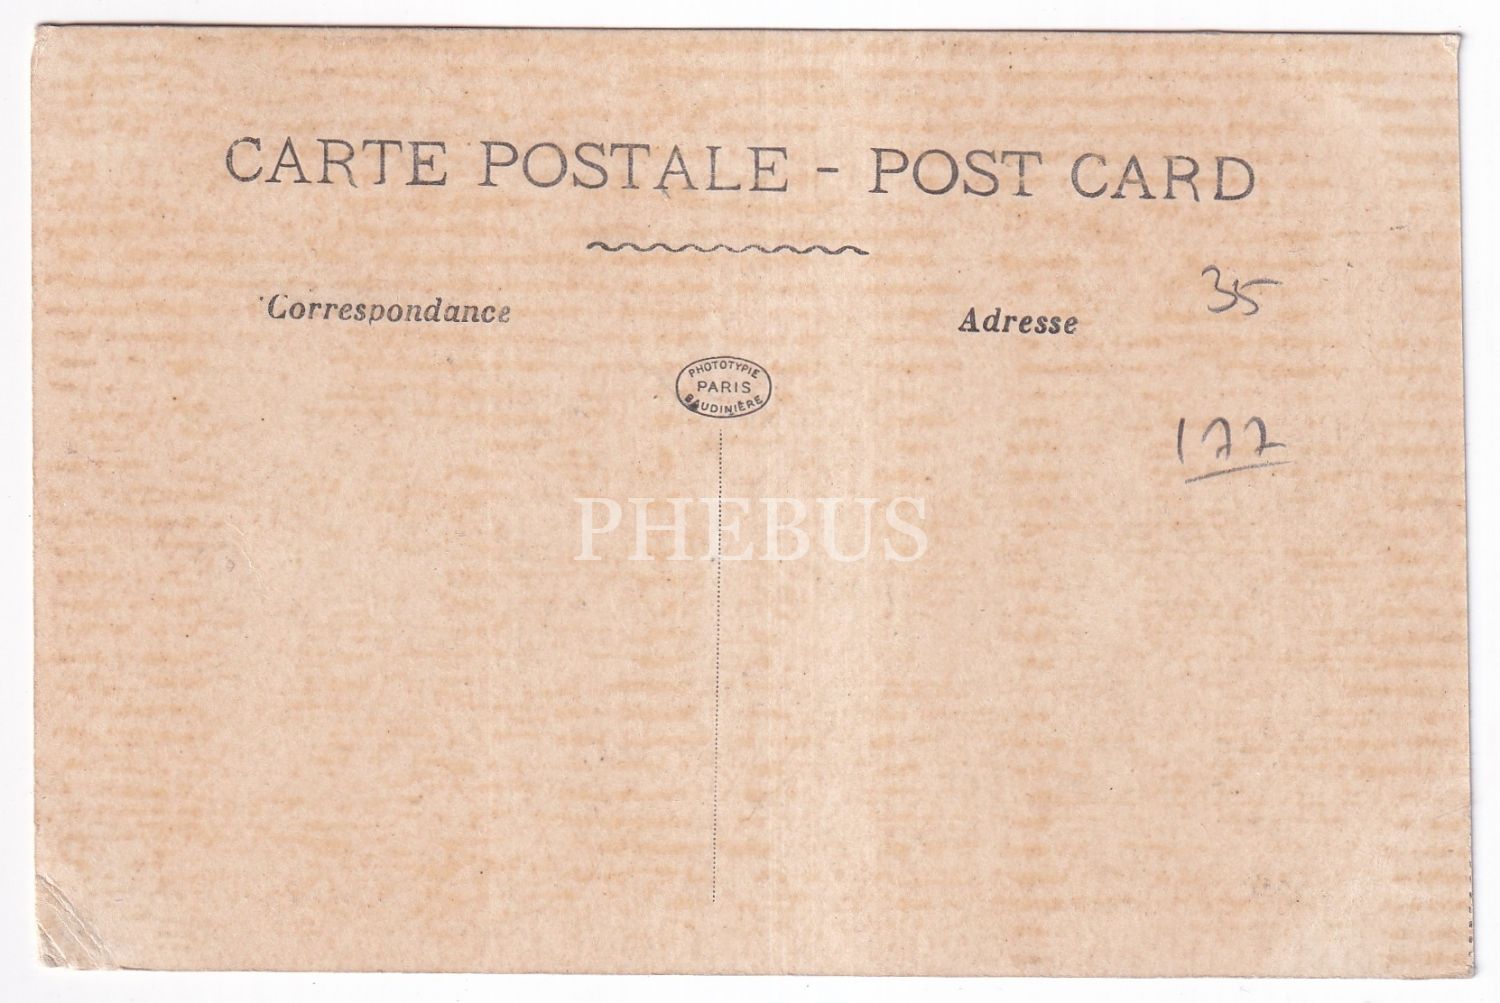 CARTE POSTALE - POST CARD
Correspondance
Adresse
35
PHOTOTYPIE
PARIS
BAUDINIÈRE
177
PHEBUS